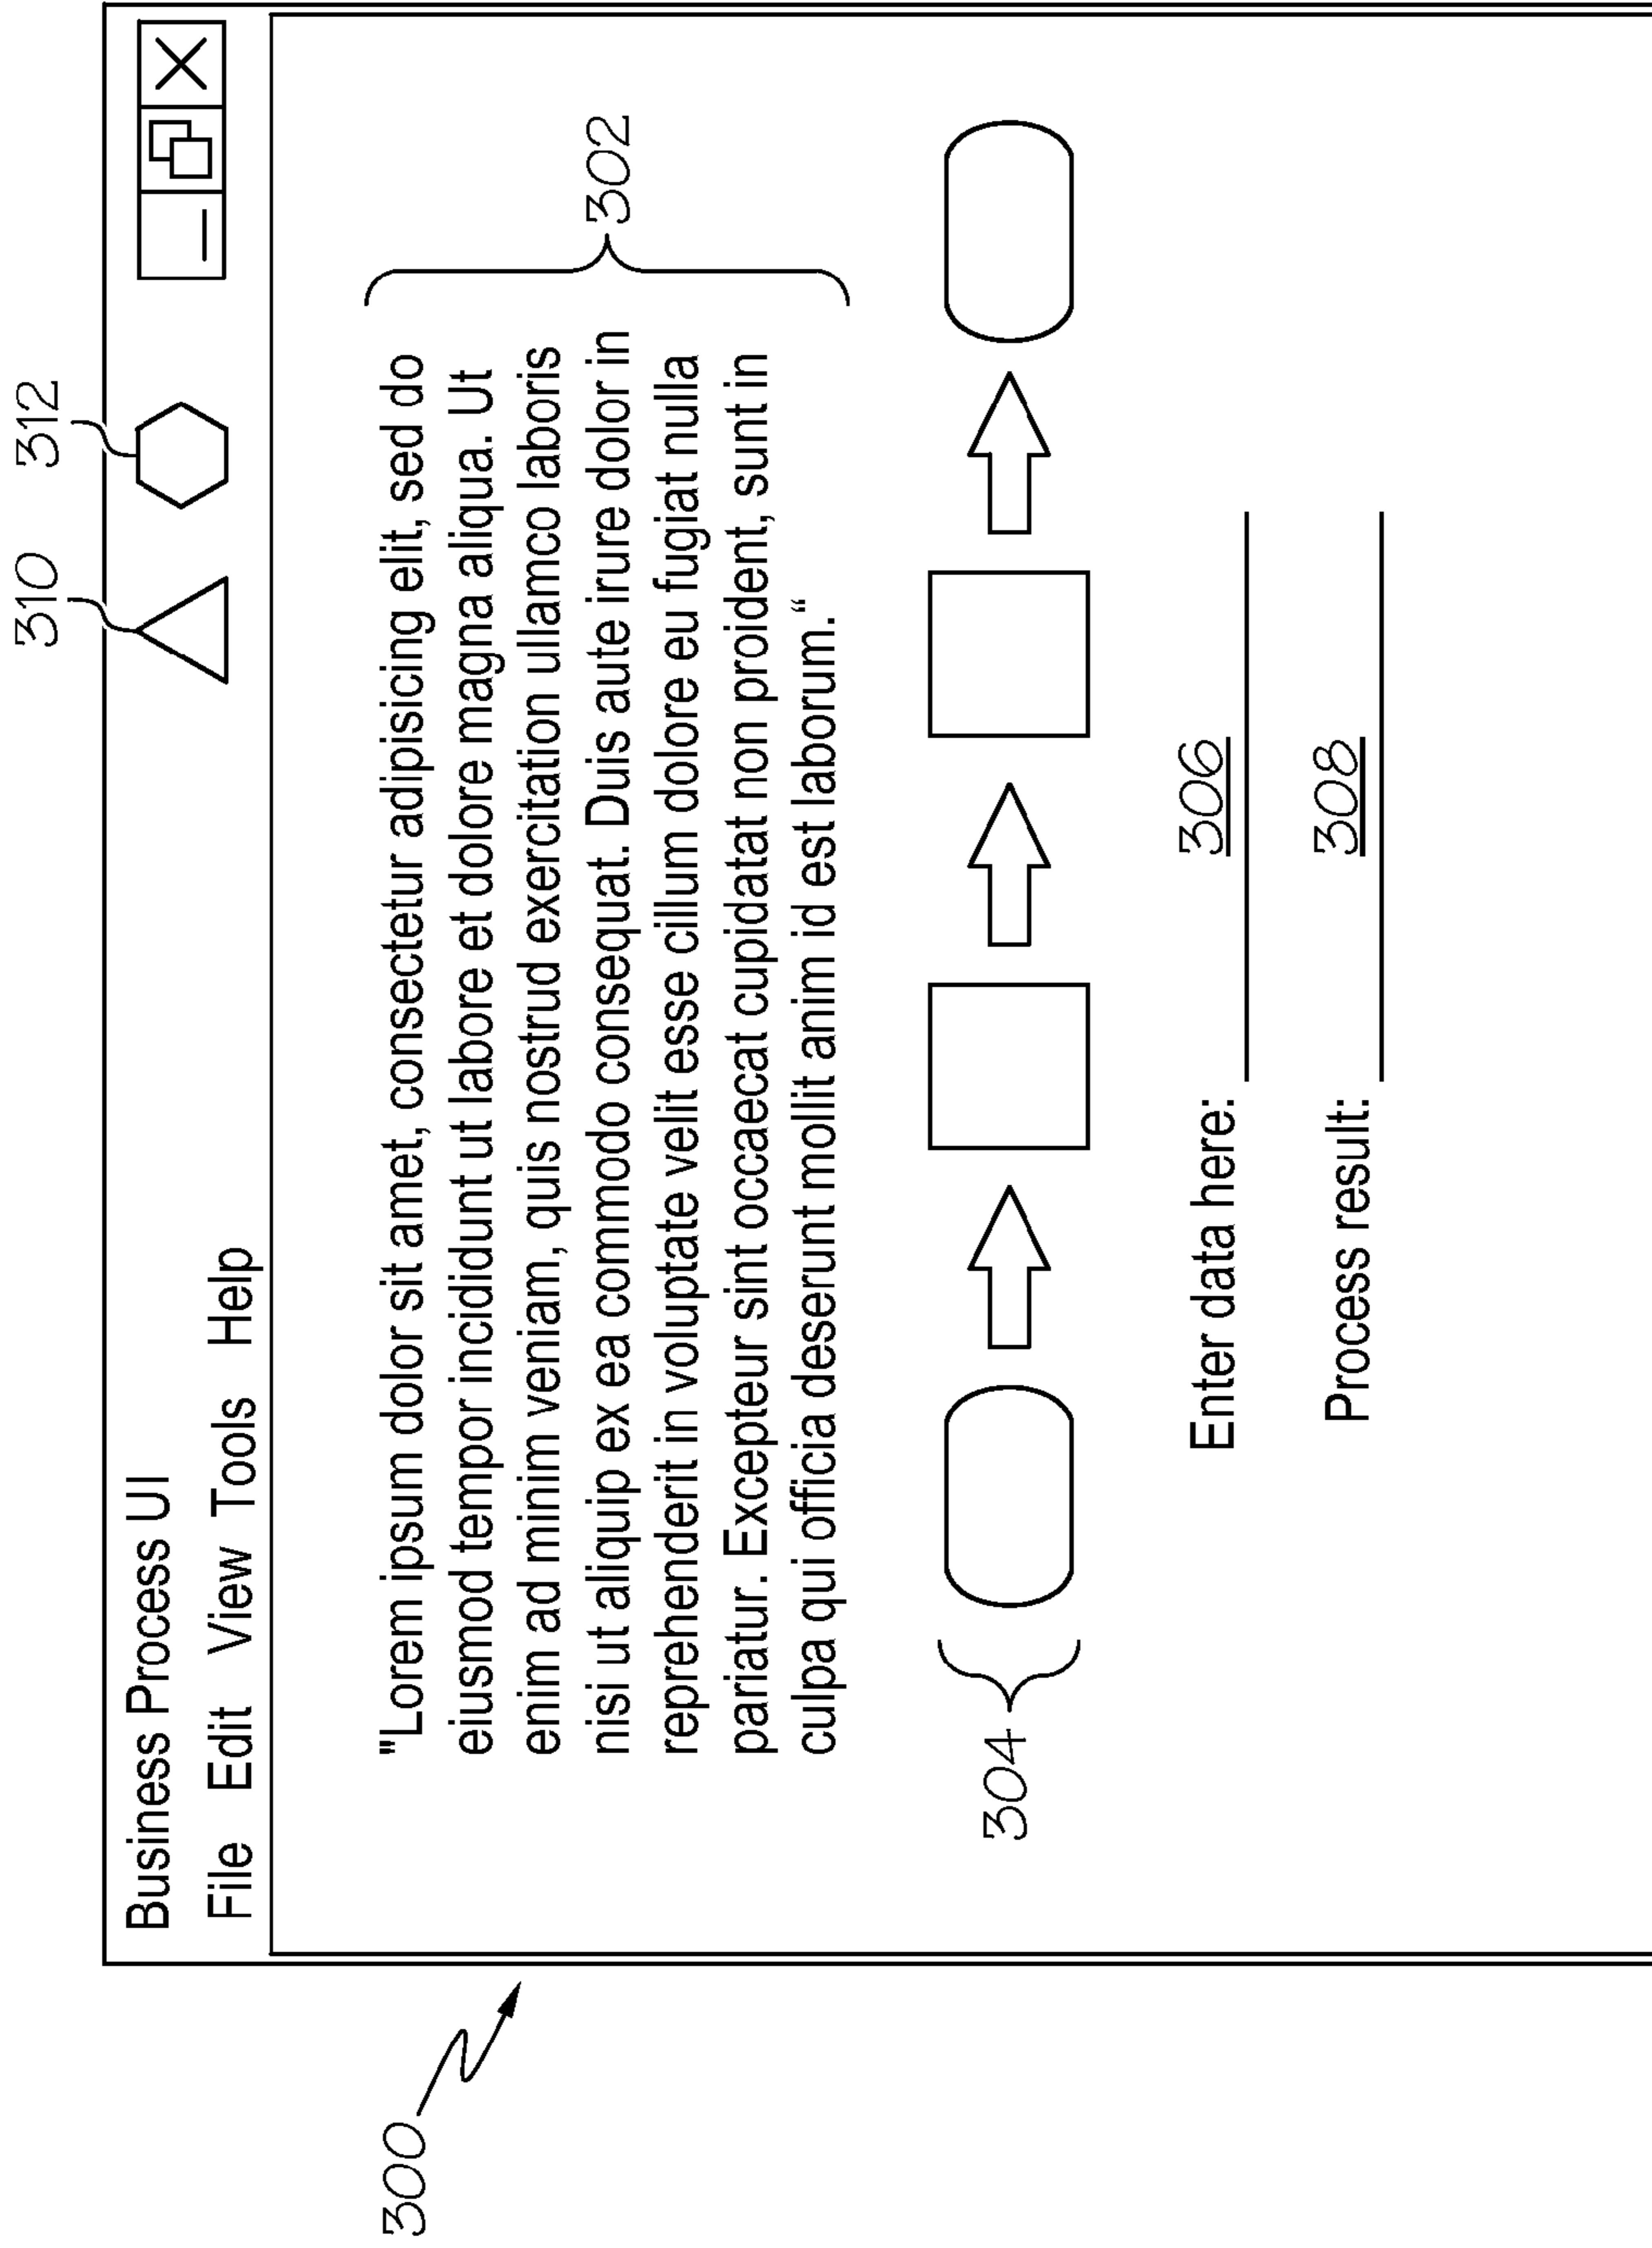 310 312
Business Process UI
File Edit View Tools Help
300
"Lorem ipsum dolor sit amet, consectetur adipisicing elit, sed do
eiusmod tempor incididunt ut labore et dolore magna aliqua. Ut
enim ad minim veniam, quis nostrud exercitation ullamco laboris
nisi ut aliquip ex ea commodo consequat. Duis aute irure dolor in
reprehenderit in voluptate velit esse cillum dolore eu fugiat nulla
pariatur. Excepteur sint occaecat cupidatat non proident, sunt in
culpa qui officia deserunt mollit anim id est laborum.“
302
304
Enter data here: 306
Process result: 308